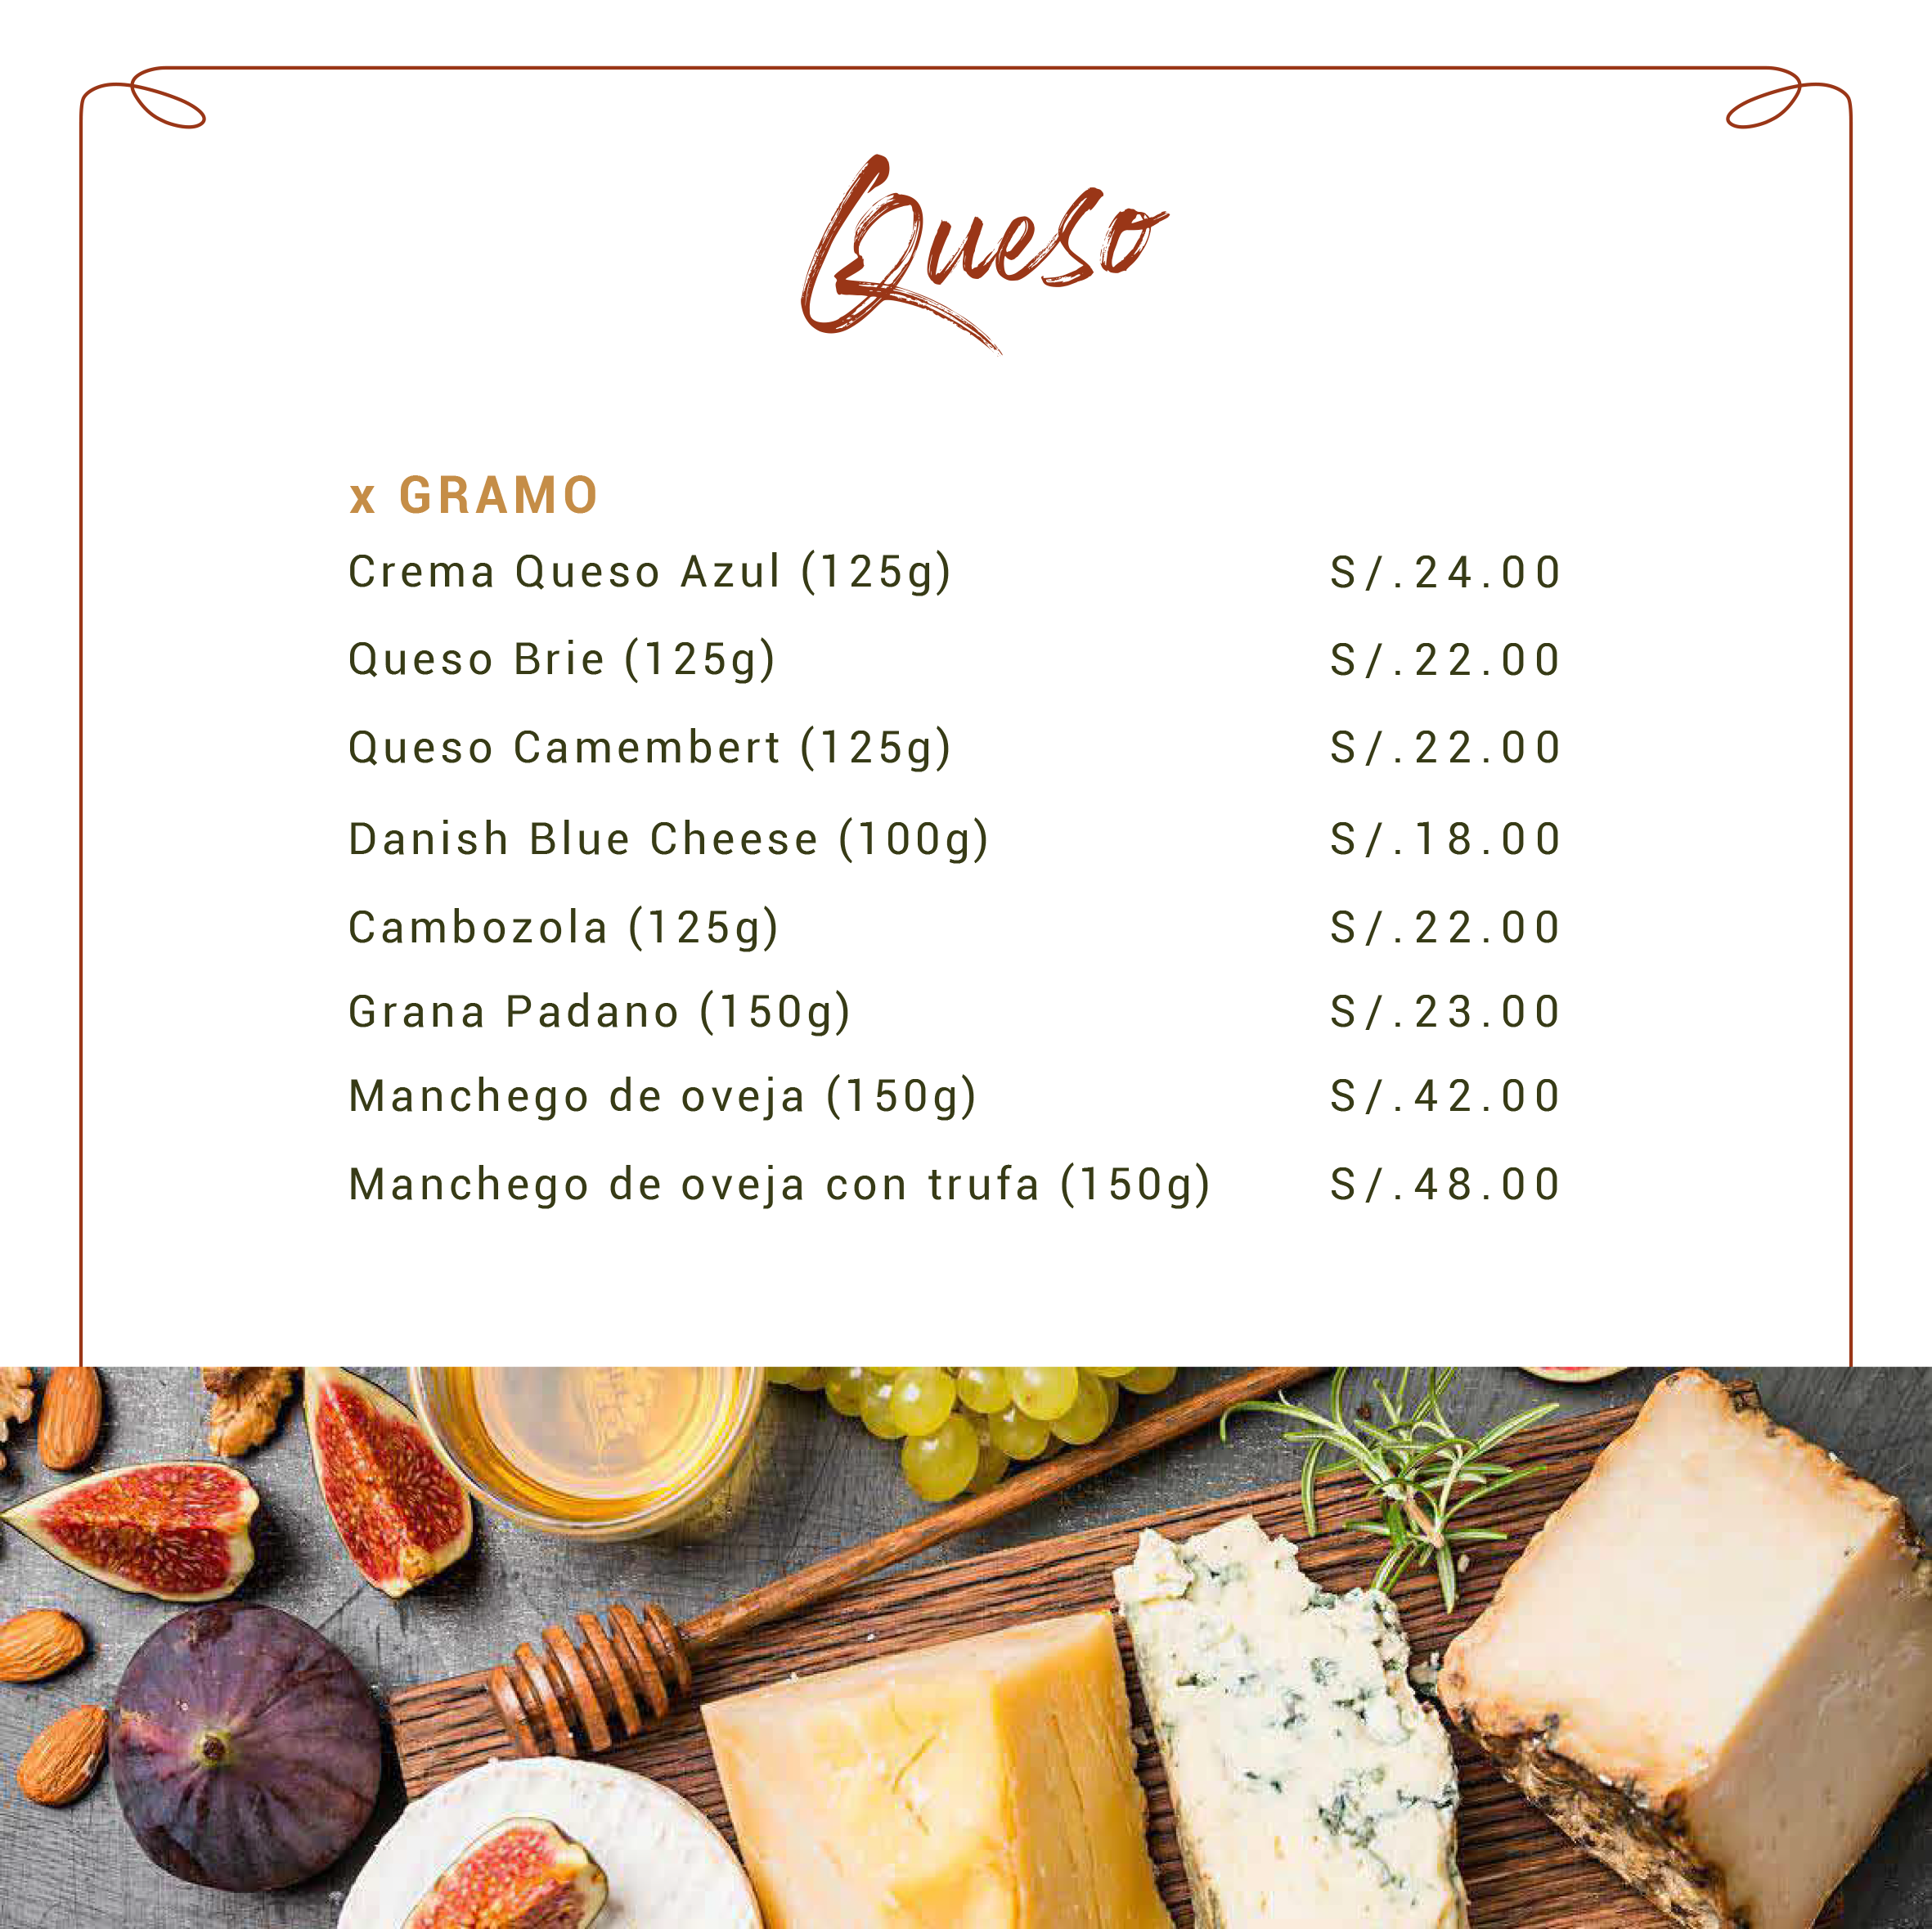 Queso
x GRAMO
Crema Queso Azul (125g) S/.24.00
Queso Brie (125g) S/.22.00
Queso Camembert (125g) S/.22.00
Danish Blue Cheese (100g) S/.18.00
Cambozola (125g) S/.22.00
Grana Padano (150g) S/.23.00
Manchego de oveja (150g) S/.42.00
Manchego de oveja con trufa (150g) S/.48.00